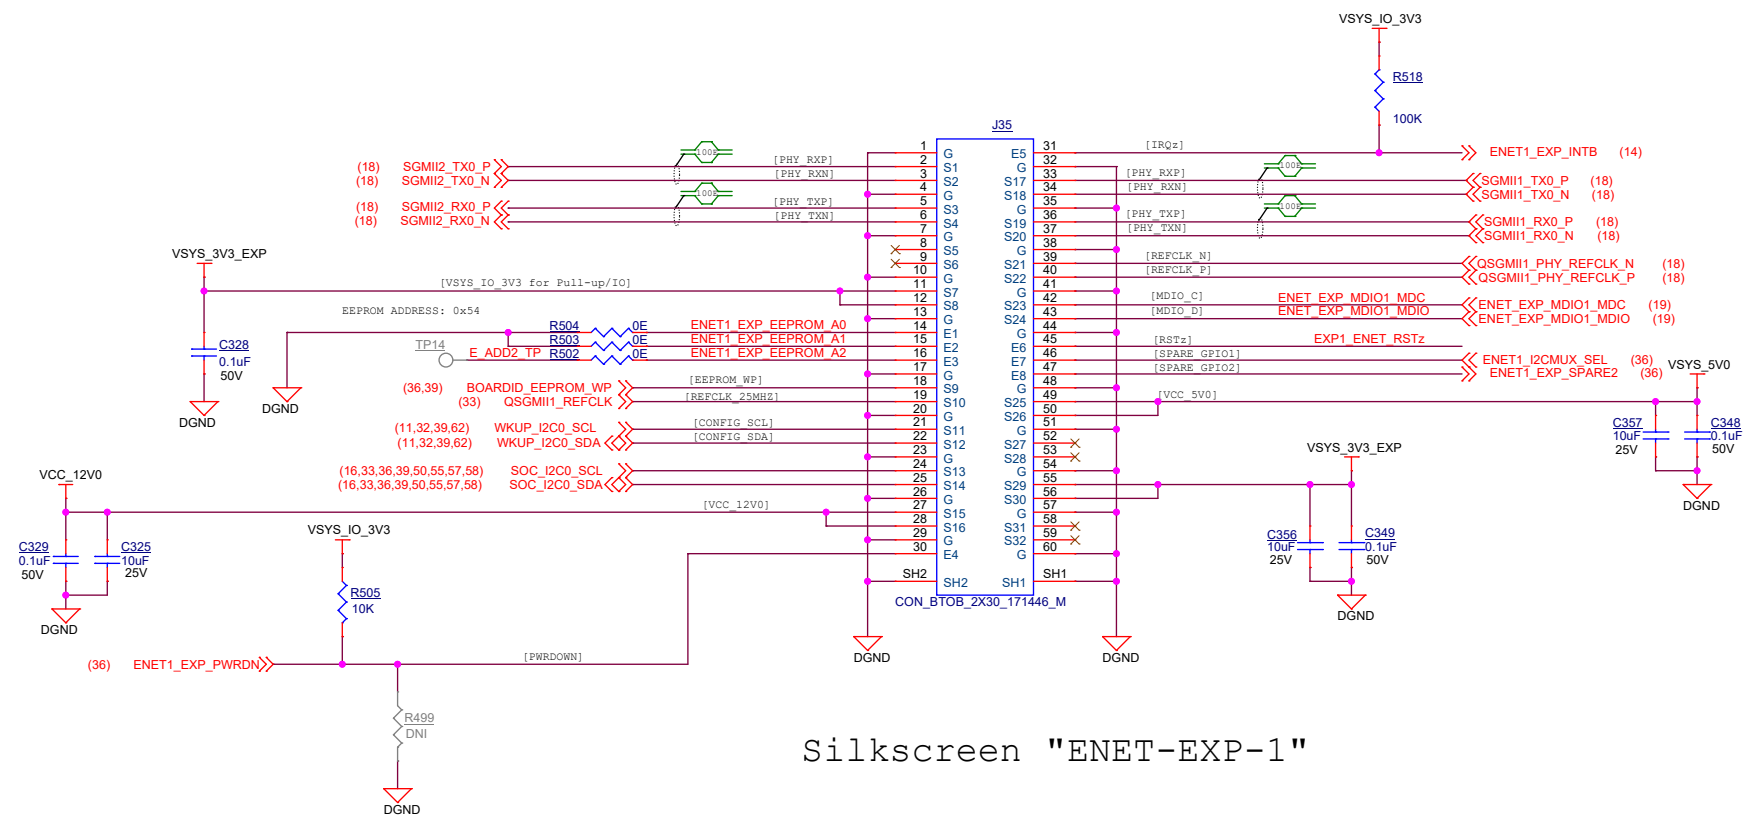 VSYS_IO_3V3
R518
100K
J35
1 G E5 31 [IRQz] ENET1_EXP_INTB (14)
(18) SGMII2_TX0_P 100E [PHY_RXP] 2 S1 G 32
(18) SGMII2_TX0_N [PHY_RXN] 3 S2 S17 33 [PHY_RXP] 100E SGMII1_TX0_P (18)
4 G S18 34 [PHY_RXN] SGMII1_TX0_N (18)
(18) SGMII2_RX0_P 100E [PHY_TXP] 5 S3 G 35
(18) SGMII2_RX0_N [PHY_TXN] 6 S4 S19 36 [PHY_TXP] 100E SGMII1_RX0_P (18)
7 G S20 37 [PHY_TXN] SGMII1_RX0_N (18)
8 S5 G 38
VSYS_3V3_EXP
9 S6 S21 39 [REFCLK_N] QSGMII1_PHY_REFCLK_N (18)
10 G S22 40 [REFCLK_P] QSGMII1_PHY_REFCLK_P (18)
[VSYS_IO_3V3 for Pull-up/IO] 11 S7 G 41
12 S8 S23 42 [MDIO_C] ENET_EXP_MDIO1_MDC ENET_EXP_MDIO1_MDC (19)
EEPROM ADDRESS: 0x54
13 G S24 43 [MDIO_D] ENET_EXP_MDIO1_MDIO ENET_EXP_MDIO1_MDIO (19)
R504 0E ENET1_EXP_EEPROM_A0 14 E1 G 44
R503 0E ENET1_EXP_EEPROM_A1 15 E2 E6 45 [RSTz] EXP1_ENET_RSTz
TP14 E_ADD2_TP R502 0E ENET1_EXP_EEPROM_A2 16 E3 E7 46 [SPARE GPIO1] ENET1_I2CMUX_SEL (36)
C328
0.1uF
50V
DGND
DGND
17 G E8 47 [SPARE GPIO2] ENET1_EXP_SPARE2 (36)
(36,39) BOARDID_EEPROM_WP [EEPROM_WP] 18 S9 G 48
VSYS_5V0
(33) QSGMII1_REFCLK [REFCLK_25MHZ] 19 S10 S25 49 [VCC_5V0]
20 G S26 50
(11,32,39,62) WKUP_I2C0_SCL [CONFIG_SCL] 21 S11 G 51
(11,32,39,62) WKUP_I2C0_SDA [CONFIG_SDA] 22 S12 S27 52
C357
10uF
25V
C348
0.1uF
50V
DGND
23 G S28 53
VSYS_3V3_EXP
(16,33,36,39,50,55,57,58) SOC_I2C0_SCL 24 S13 G 54
(16,33,36,39,50,55,57,58) SOC_I2C0_SDA 25 S14 S29 55
26 G S30 56
VCC_12V0
[VCC_12V0] 27 S15 G 57
28 S16 S31 58
29 G S32 59
30 E4 G 60
C329
0.1uF
50V
C325
10uF
25V
DGND
VSYS_IO_3V3
R505
10K
C356
10uF
25V
C349
0.1uF
50V
DGND
SH2 SH2 SH1 SH1
CON_BTOB_2X30_171446_M
DGND
DGND
(36) ENET1_EXP_PWRDN [PWRDOWN]
R499
DNI
DGND
Silkscreen "ENET-EXP-1"